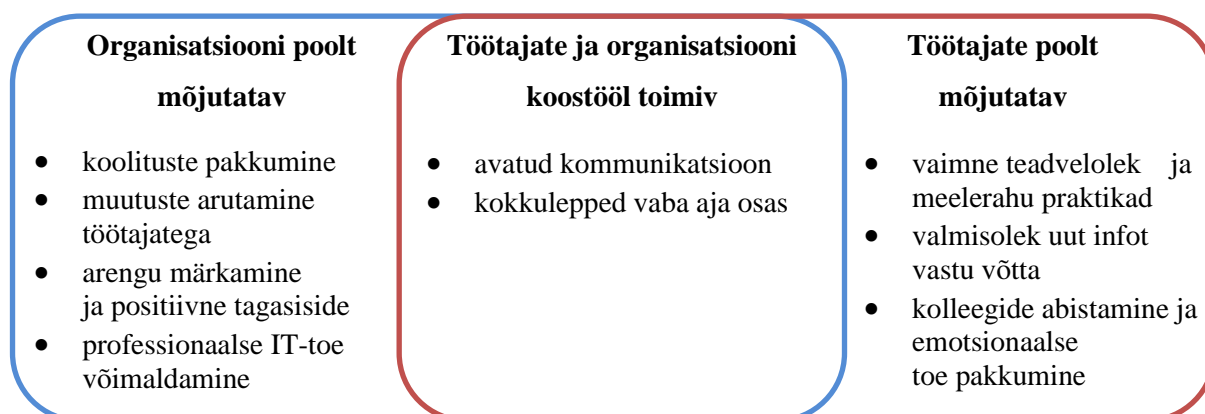 Organisatsiooni poolt
mõjutatav
• koolituste pakkumine
• muutuste arutamine
töötajatega
• arengu märkamine
ja positiivne tagasiside
• professionaalse IT-toe
võimaldamine
Töötajate ja organisatsiooni
koostööl toimiv
• avatud kommunikatsioon
• kokkulepped vaba aja osas
Töötajate poolt
mõjutatav
• vaimne teadvelolek ja
meelerahu praktikad
• valmisolek uut infot
vastu võtta
• kolleegide abistamine ja
emotsionaalse
toe pakkumine